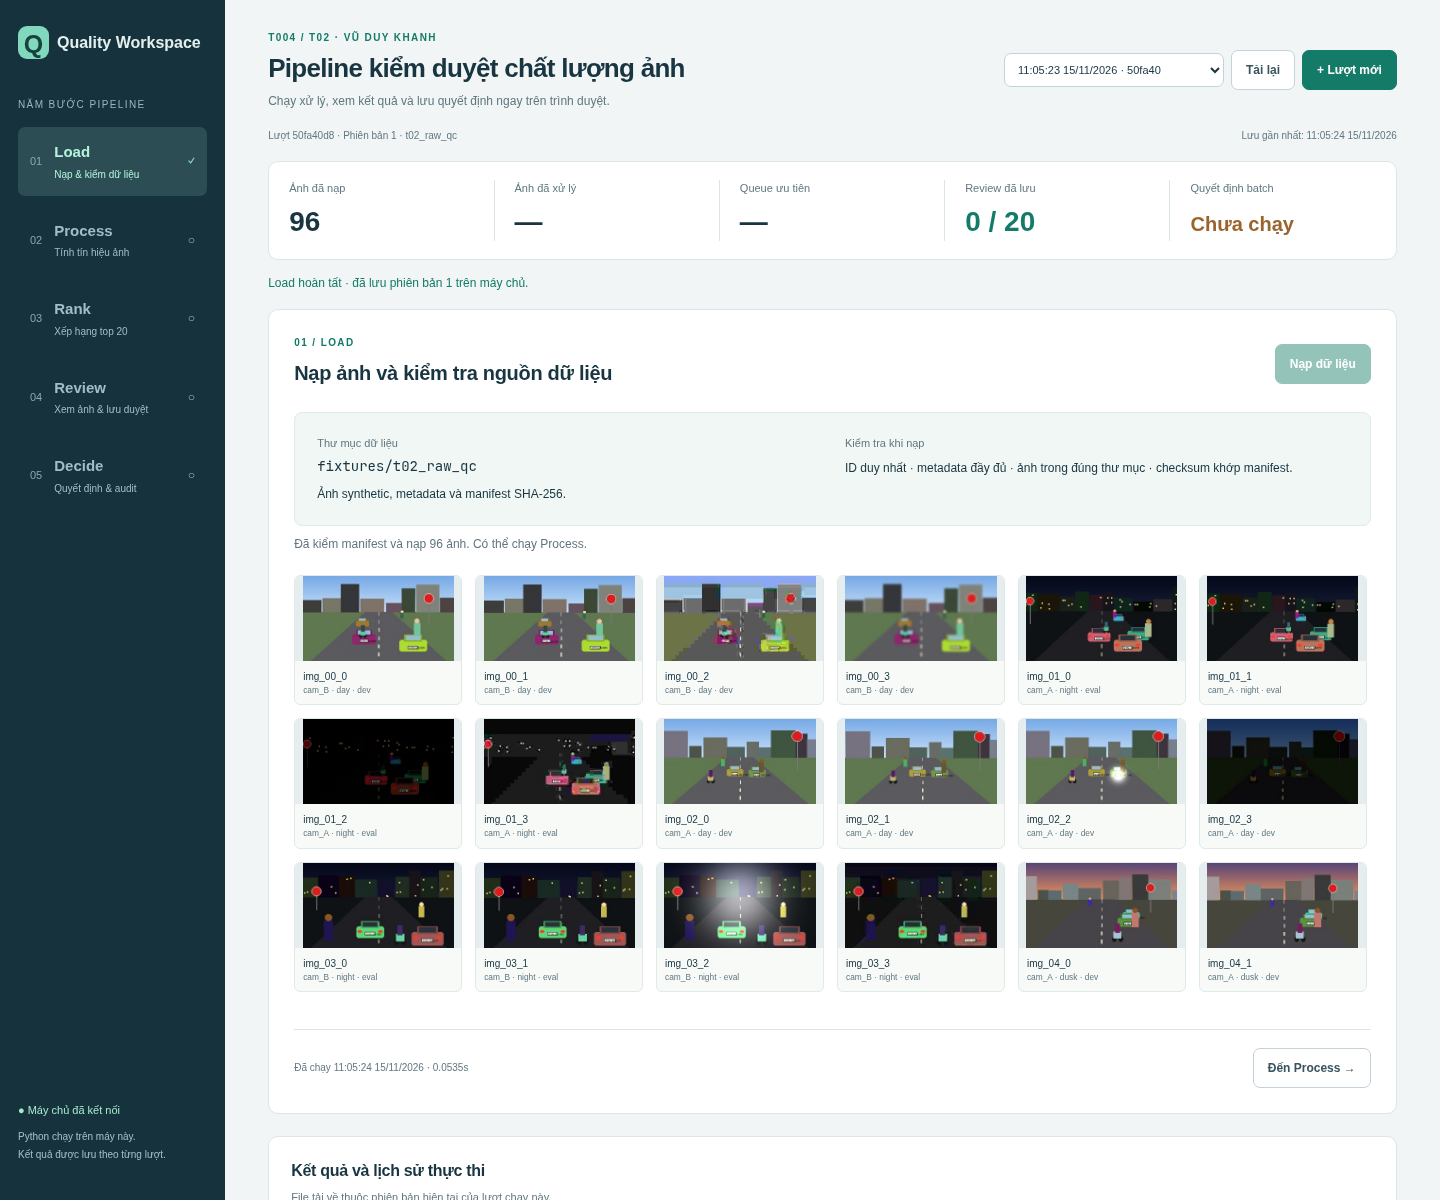 Q Quality Workspace
NĂM BƯỚC PIPELINE
01 Load ✓
Nạp & kiểm dữ liệu
02 Process ○
Tính tín hiệu ảnh
03 Rank ○
Xếp hạng top 20
04 Review ○
Xem ảnh & lưu duyệt
05 Decide ○
Quyết định & audit
● Máy chủ đã kết nối
Python chạy trên máy này.
Kết quả được lưu theo từng lượt.
T004 / T02 · VŨ DUY KHANH
Pipeline kiểm duyệt chất lượng ảnh
Chạy xử lý, xem kết quả và lưu quyết định ngay trên trình duyệt.
11:05:23 15/11/2026 · 50fa40
Tải lại
+ Lượt mới
Lượt 50fa40d8 · Phiên bản 1 · t02_raw_qc
Lưu gần nhất: 11:05:24 15/11/2026
Ảnh đã nạp
96
Ảnh đã xử lý
—
Queue ưu tiên
—
Review đã lưu
0 / 20
Quyết định batch
Chưa chạy
Load hoàn tất · đã lưu phiên bản 1 trên máy chủ.
01 / LOAD
Nạp ảnh và kiểm tra nguồn dữ liệu
Nạp dữ liệu
Thư mục dữ liệu
fixtures/t02_raw_qc
Ảnh synthetic, metadata và manifest SHA-256.
Kiểm tra khi nạp
ID duy nhất · metadata đầy đủ · ảnh trong đúng thư mục · checksum khớp manifest.
Đã kiểm manifest và nạp 96 ảnh. Có thể chạy Process.
img_00_0
cam_B · day · dev
img_00_1
cam_B · day · dev
img_00_2
cam_B · day · dev
img_00_3
cam_B · day · dev
img_01_0
cam_A · night · eval
img_01_1
cam_A · night · eval
img_01_2
cam_A · night · eval
img_01_3
cam_A · night · eval
img_02_0
cam_A · day · dev
img_02_1
cam_A · day · dev
img_02_2
cam_A · day · dev
img_02_3
cam_A · day · dev
img_03_0
cam_B · night · eval
img_03_1
cam_B · night · eval
img_03_2
cam_B · night · eval
img_03_3
cam_B · night · eval
img_04_0
cam_A · dusk · dev
img_04_1
cam_A · dusk · dev
Đã chạy 11:05:24 15/11/2026 · 0.0535s
Đến Process →
Kết quả và lịch sử thực thi
File tải về thuộc phiên bản hiện tại của lượt chạy này.